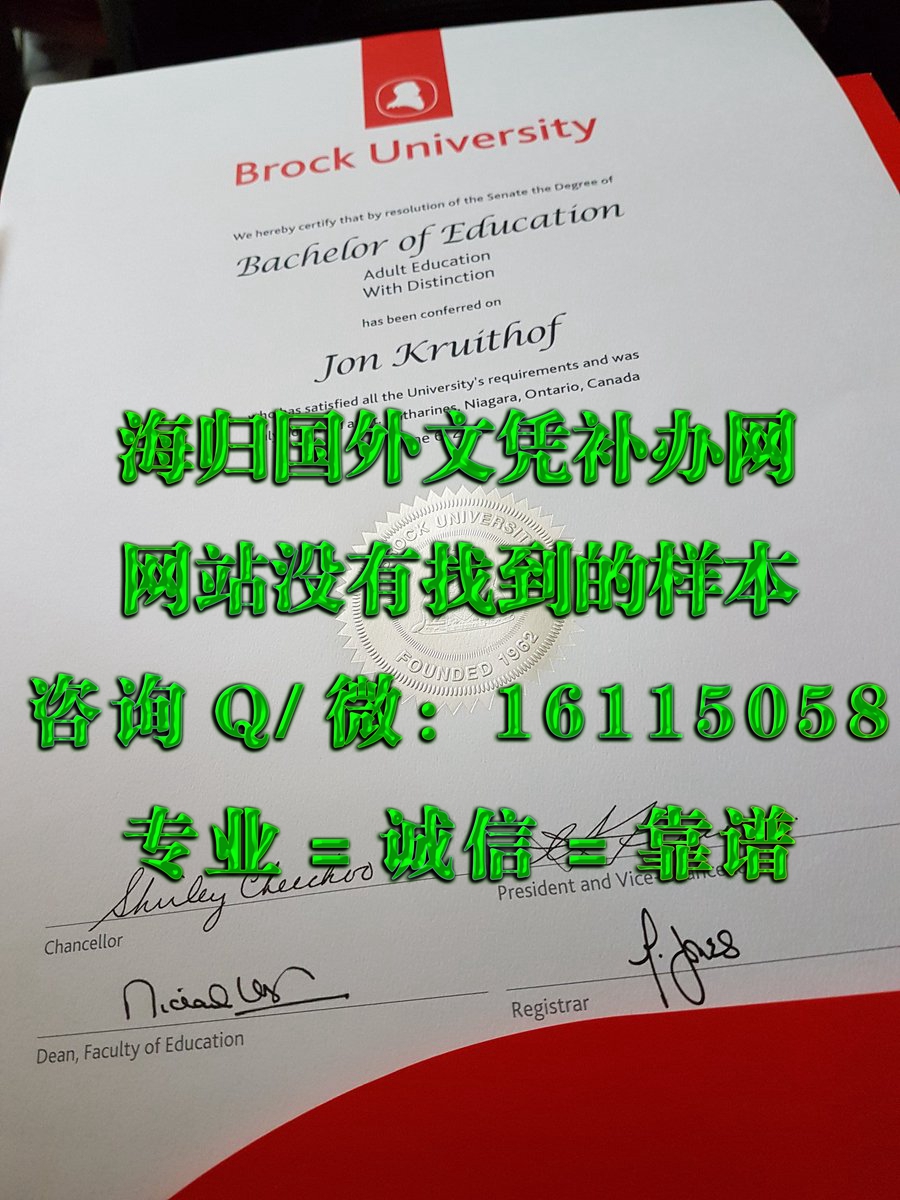 Brock University
We hereby certify that by resolution of the Senate the Degree of
Bachelor of Education
Adult Education
With Distinction
has been conferred on
Jon Kruithof
who has satisfied all the University's requirements and was
Niagara, Ontario, Canada
海归国外文凭补办网
BROCK UNIVERSITY
网站没有找到的样本
FOUNDED 1962
咨询 Q/ 微：16115058
专业 = 诚信 = 靠谱
Shirley Cheechoo
President and Vice-
Chancellor
Registrar
Dean, Faculty of Education